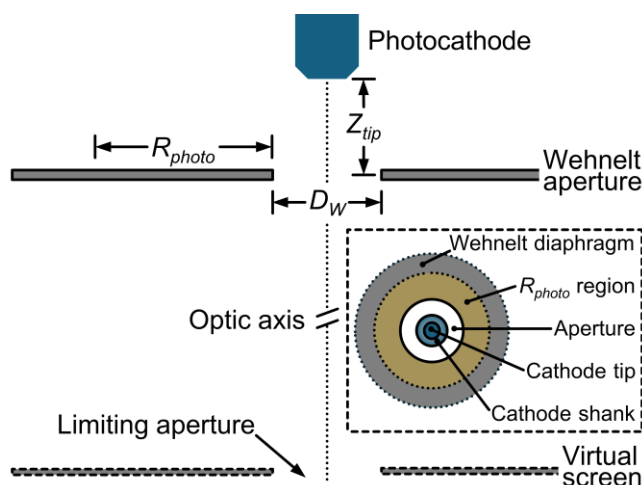 Photocathode
Z_tip
R_photo
Wehnelt
aperture
D_W
Wehnelt diaphragm
R_photo region
Optic axis
Aperture
Cathode tip
Cathode shank
Limiting aperture
Virtual
screen